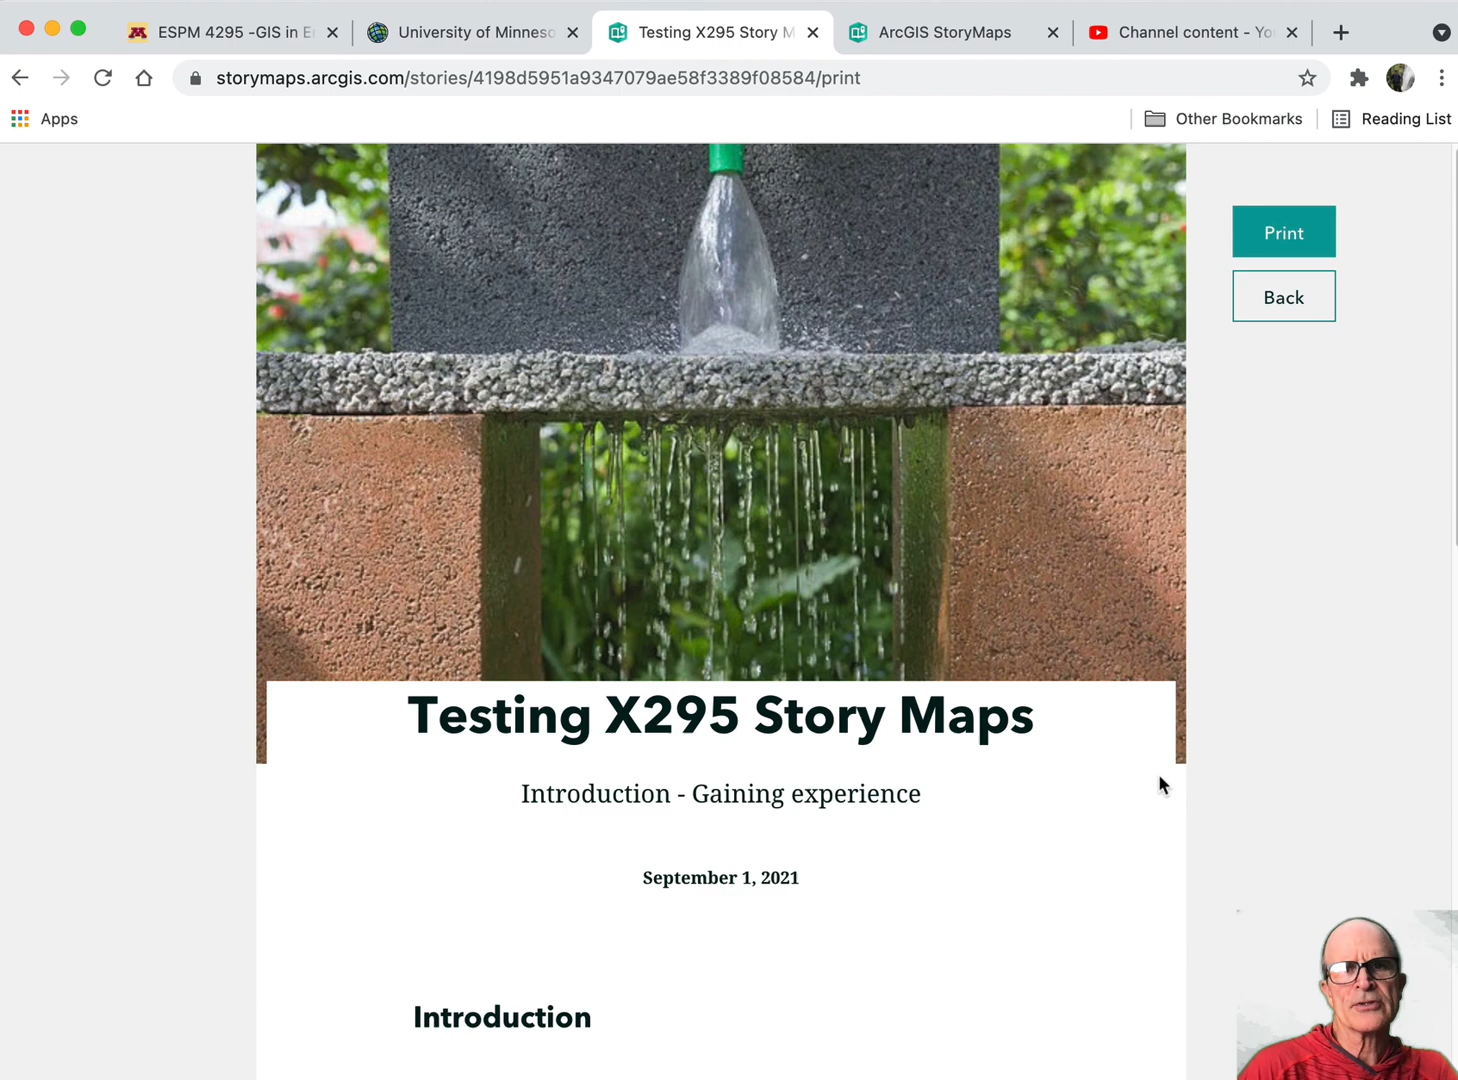 ESPM 4295 -GIS in E
University of Minneso
Testing X295 Story M
ArcGIS StoryMaps
Channel content - Yo
storymaps.arcgis.com/stories/4198d5951a9347079ae58f3389f08584/print
Apps
Other Bookmarks
Reading List
Print
Back
Testing X295 Story Maps
Introduction - Gaining experience
September 1, 2021
Introduction